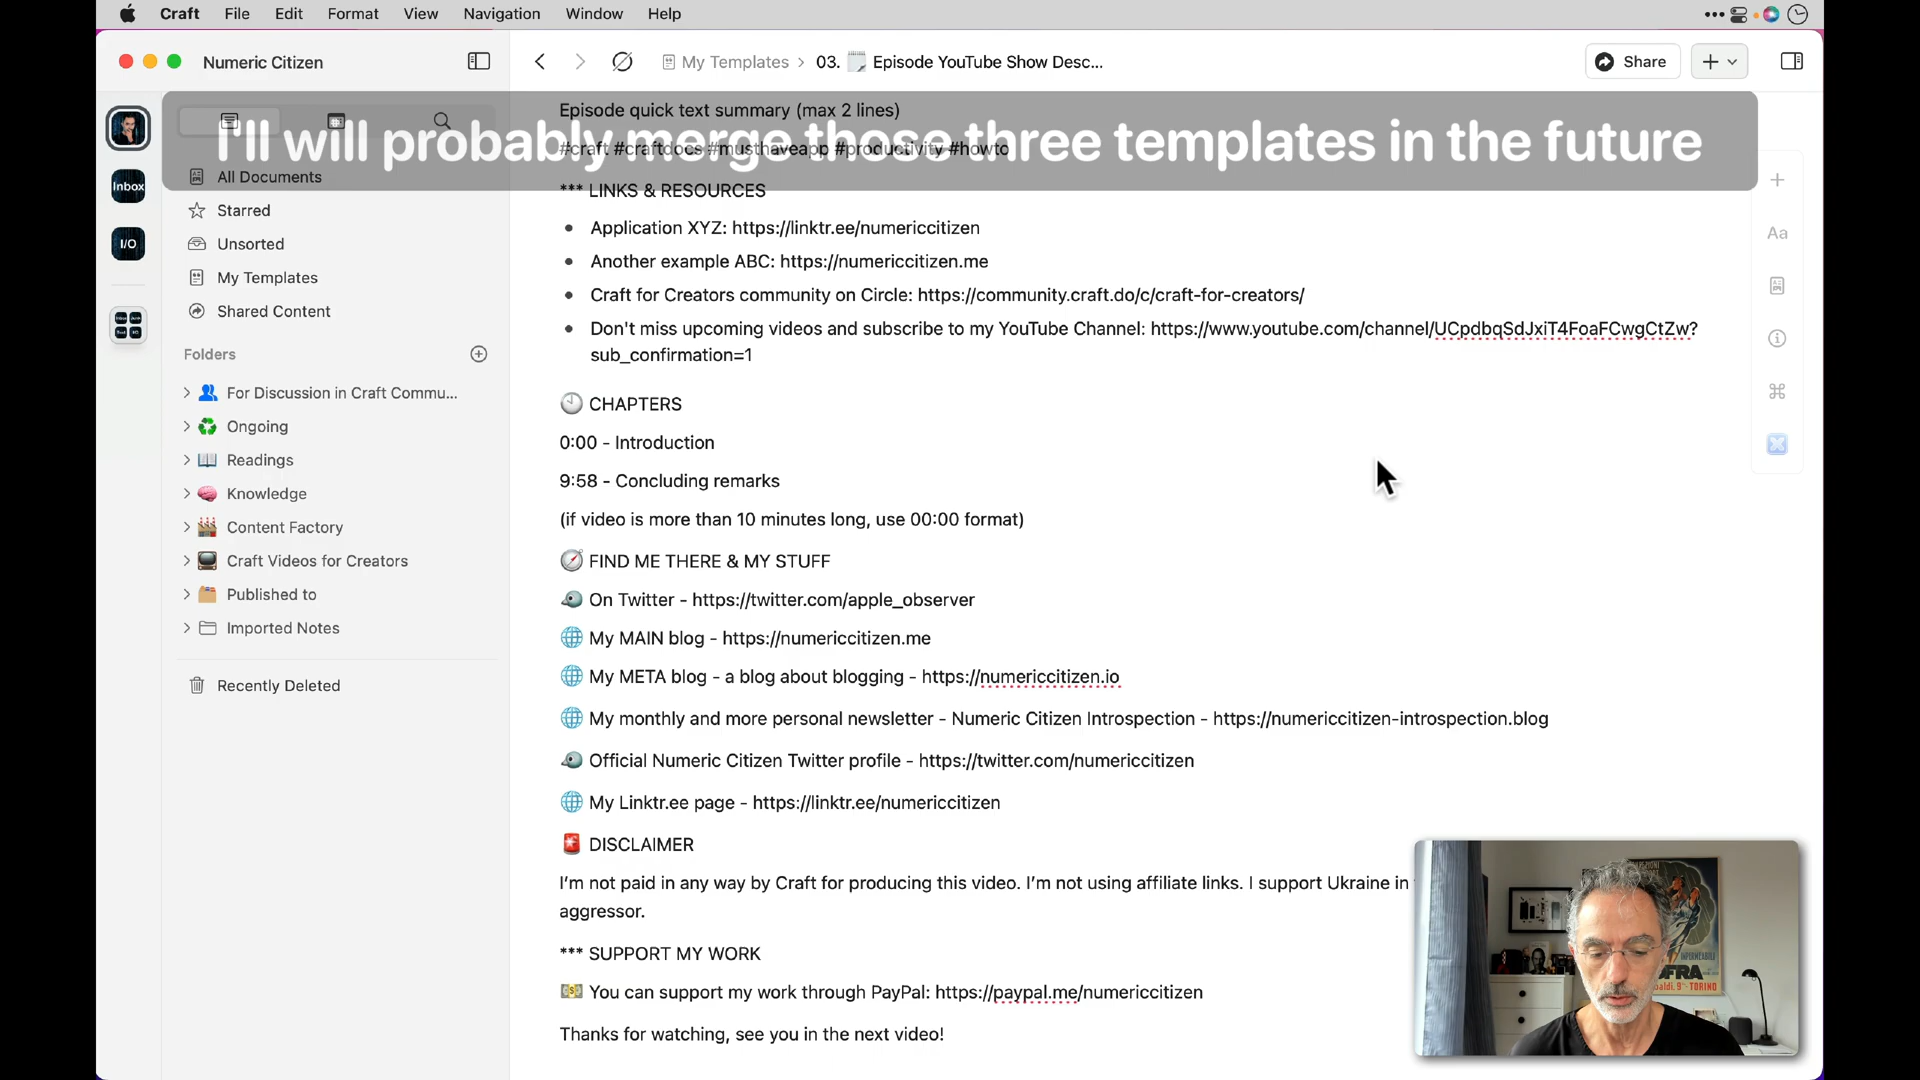 Craft File Edit Format View Navigation Window Help
Numeric Citizen
My Templates › 03. Episode YouTube Show Desc...
Share
I'll will probably merge those three templates in the future
Inbox
I/O
All Documents
Starred
Unsorted
My Templates
Shared Content
Folders
For Discussion in Craft Commu...
Ongoing
Readings
Knowledge
Content Factory
Craft Videos for Creators
Published to
Imported Notes
Recently Deleted
Episode quick text summary (max 2 lines)
#craft #craftdocs #musthaveapp #productivity #howto
*** LINKS & RESOURCES
• Application XYZ: https://linktr.ee/numericcitizen
• Another example ABC: https://numericcitizen.me
• Craft for Creators community on Circle: https://community.craft.do/c/craft-for-creators/
• Don't miss upcoming videos and subscribe to my YouTube Channel: https://www.youtube.com/channel/UCpdbqSdJxiT4FoaFCwgCtZw?
sub_confirmation=1
CHAPTERS
0:00 - Introduction
9:58 - Concluding remarks
(if video is more than 10 minutes long, use 00:00 format)
FIND ME THERE & MY STUFF
On Twitter - https://twitter.com/apple_observer
My MAIN blog - https://numericcitizen.me
My META blog - a blog about blogging - https://numericcitizen.io
My monthly and more personal newsletter - Numeric Citizen Introspection - https://numericcitizen-introspection.blog
Official Numeric Citizen Twitter profile - https://twitter.com/numericcitizen
My Linktr.ee page - https://linktr.ee/numericcitizen
DISCLAIMER
I'm not paid in any way by Craft for producing this video. I'm not using affiliate links. I support Ukraine in
aggressor.
*** SUPPORT MY WORK
You can support my work through PayPal: https://paypal.me/numericcitizen
Thanks for watching, see you in the next video!
Aa